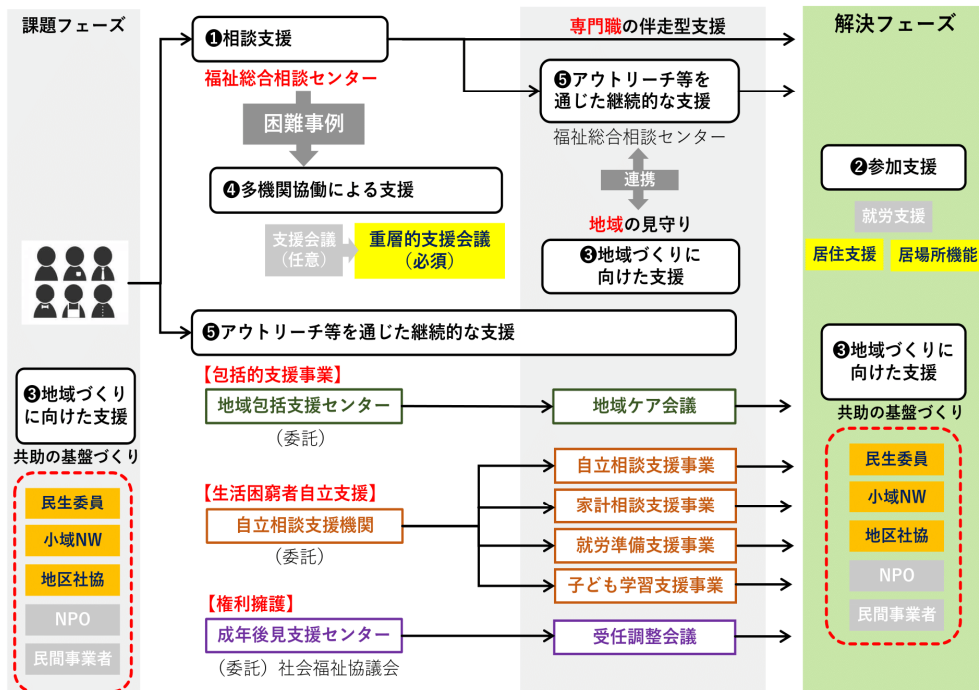 課題フェーズ
❸地域づくり
に向けた支援
共助の基盤づくり
民生委員
小域NW
地区社協
NPO
民間事業者
❶相談支援
福祉総合相談センター
困難事例
❹多機関協働による支援
支援会議
(任意)
重層的支援会議
(必須)
専門職の伴走型支援
❺アウトリーチ等を
通じた継続的な支援
福祉総合相談センター
連携
地域の見守り
❸地域づくりに
向けた支援
❺アウトリーチ等を通じた継続的な支援
【包括的支援事業】
地域包括支援センター
(委託)
地域ケア会議
【生活困窮者自立支援】
自立相談支援機関
(委託)
自立相談支援事業
家計相談支援事業
就労準備支援事業
子ども学習支援事業
【権利擁護】
成年後見支援センター
(委託)社会福祉協議会
受任調整会議
解決フェーズ
❷参加支援
就労支援
居住支援
居場所機能
❸地域づくりに
向けた支援
共助の基盤づくり
民生委員
小域NW
地区社協
NPO
民間事業者